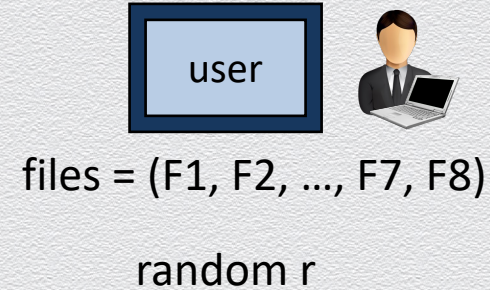 user
files = (F1, F2, …, F7, F8)
random r